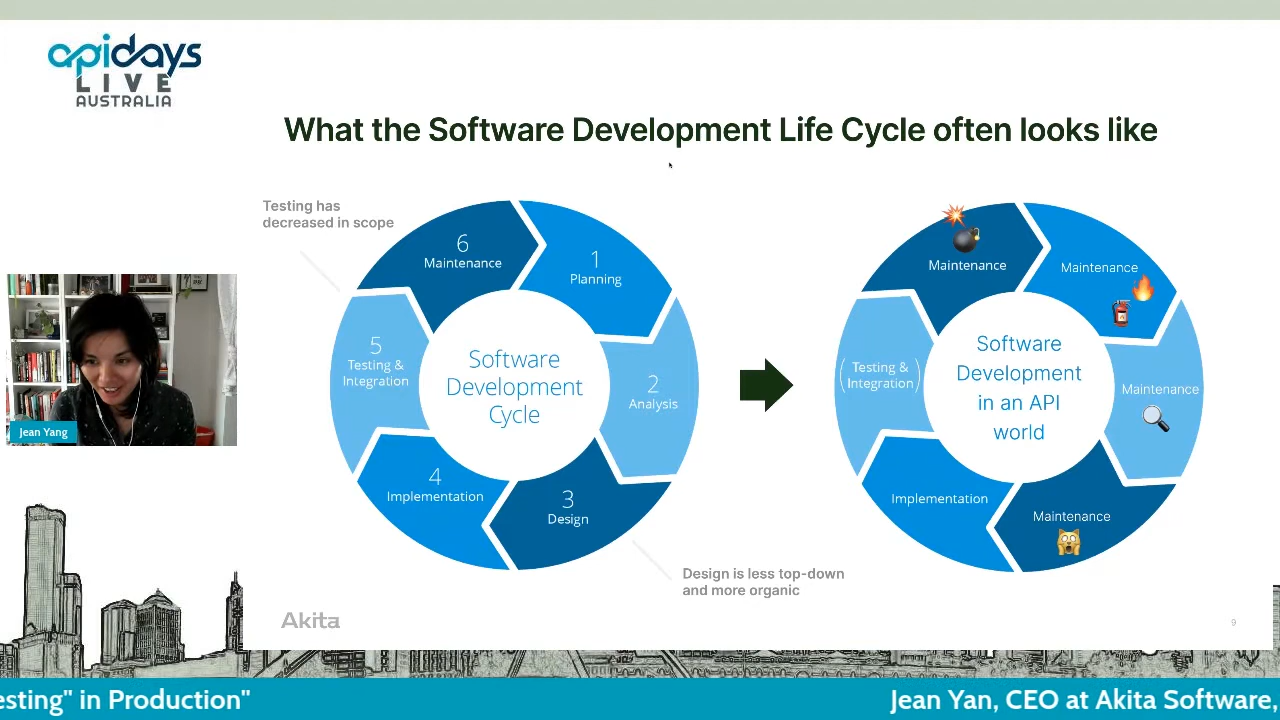 apidays
LIVE
AUSTRALIA
What the Software Development Life Cycle often looks like
Testing has
decreased in scope
6
Maintenance
1
Planning
5
Testing &
Integration
Software
Development
Cycle
2
Analysis
4
Implementation
3
Design
Design is less top-down
and more organic
Maintenance
Maintenance
(Testing &
Integration)
Software
Development
in an API
world
Maintenance
Implementation
Maintenance
Jean Yang
Akita
9
esting" in Production"
Jean Yan, CEO at Akita Software,